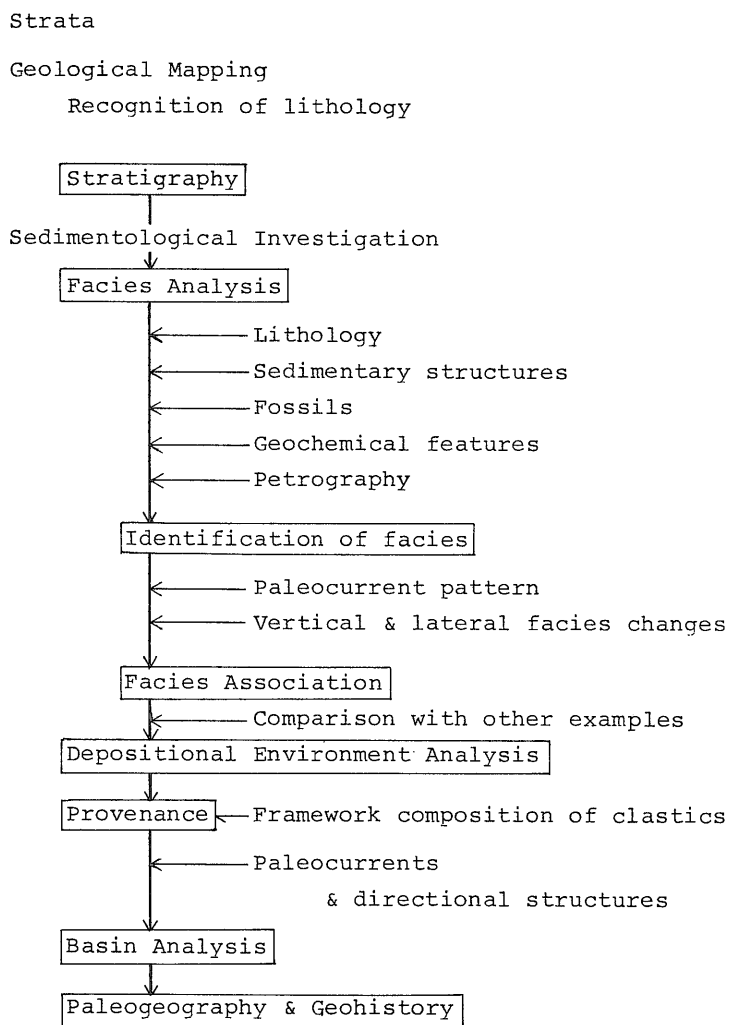 Strata
Geological Mapping
Recognition of lithology
Stratigraphy
Sedimentological Investigation
Facies Analysis
Lithology
Sedimentary structures
Fossils
Geochemical features
Petrography
Identification of facies
Paleocurrent pattern
Vertical & lateral facies changes
Facies Association
Comparison with other examples
Depositional Environment Analysis
Provenance
Framework composition of clastics
Paleocurrents
& directional structures
Basin Analysis
Paleogeography & Geohistory